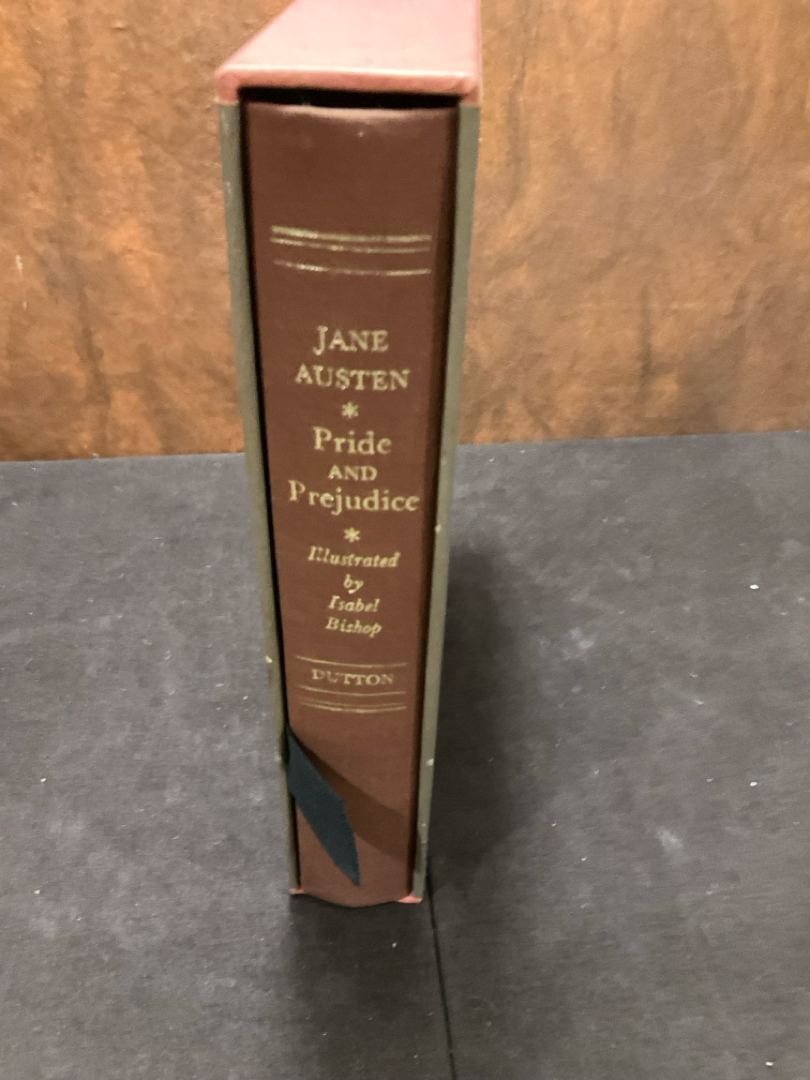 JANE
AUSTEN
*
Pride
AND
Prejudice
*
Illustrated
by
Isabel
Bishop
DUTTON